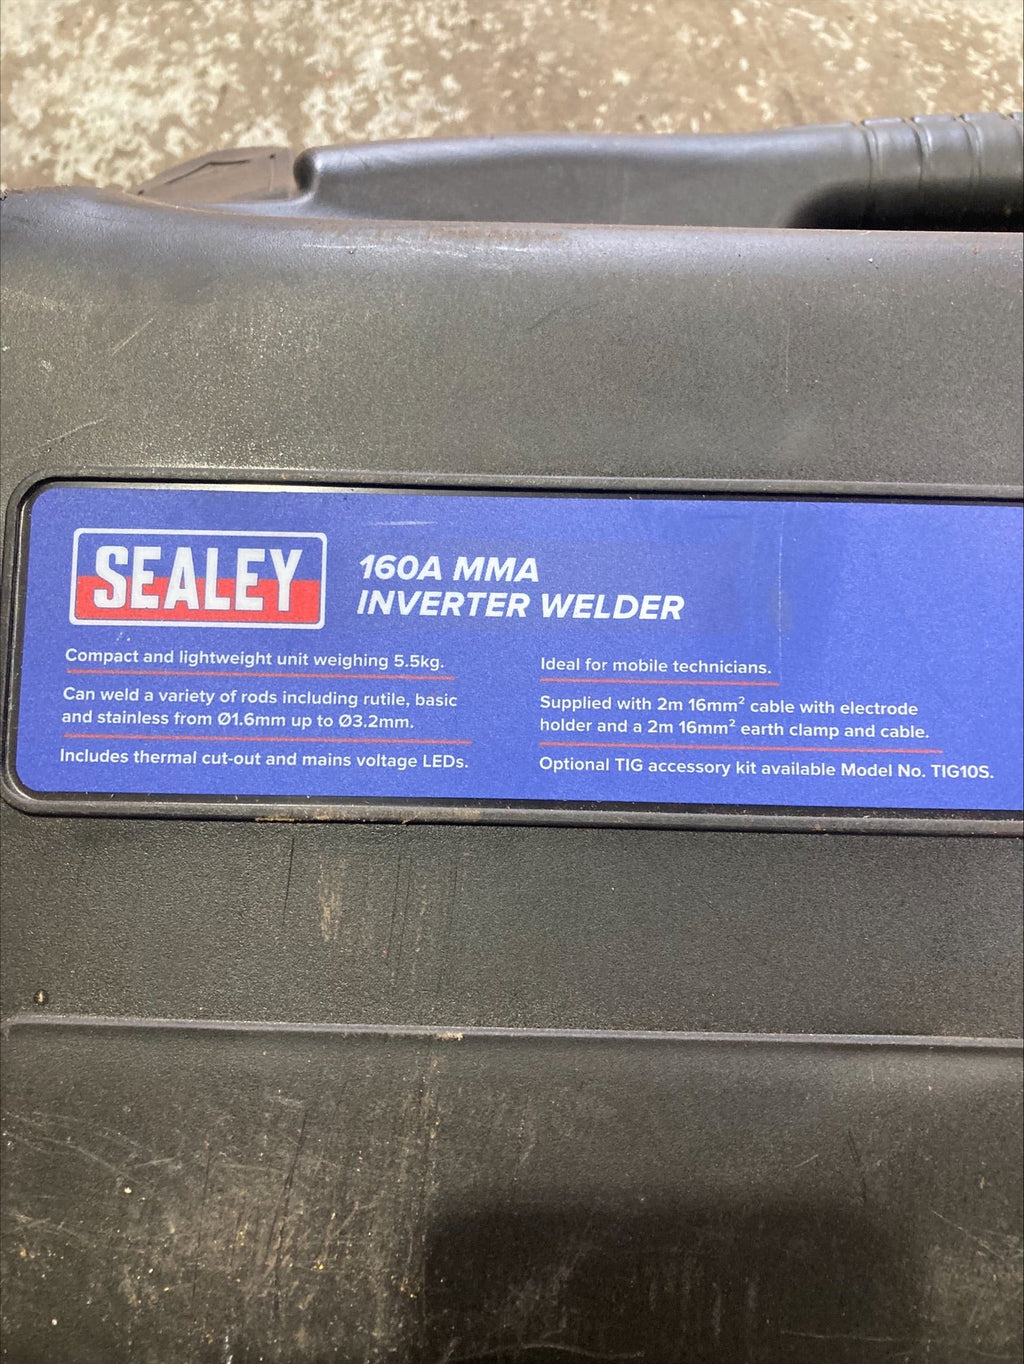 SEALEY
160A MMA
INVERTER WELDER
Compact and lightweight unit weighing 5.5kg.
Can weld a variety of rods including rutile, basic
and stainless from Ø1.6mm up to Ø3.2mm.
Includes thermal cut-out and mains voltage LEDs.
Ideal for mobile technicians.
Supplied with 2m 16mm² cable with electrode
holder and a 2m 16mm² earth clamp and cable.
Optional TIG accessory kit available Model No. TIG10S.